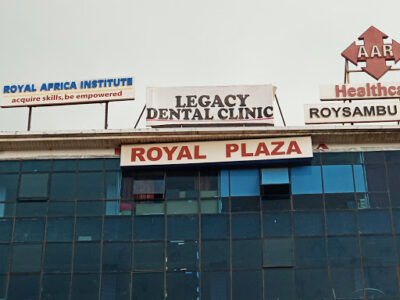 ROYAL AFRICA INSTITUTE
acquire skills, be empowered
LEGACY
DENTAL CLINIC
AAR
Healthca
ROYSAMBU
ROYAL PLAZA